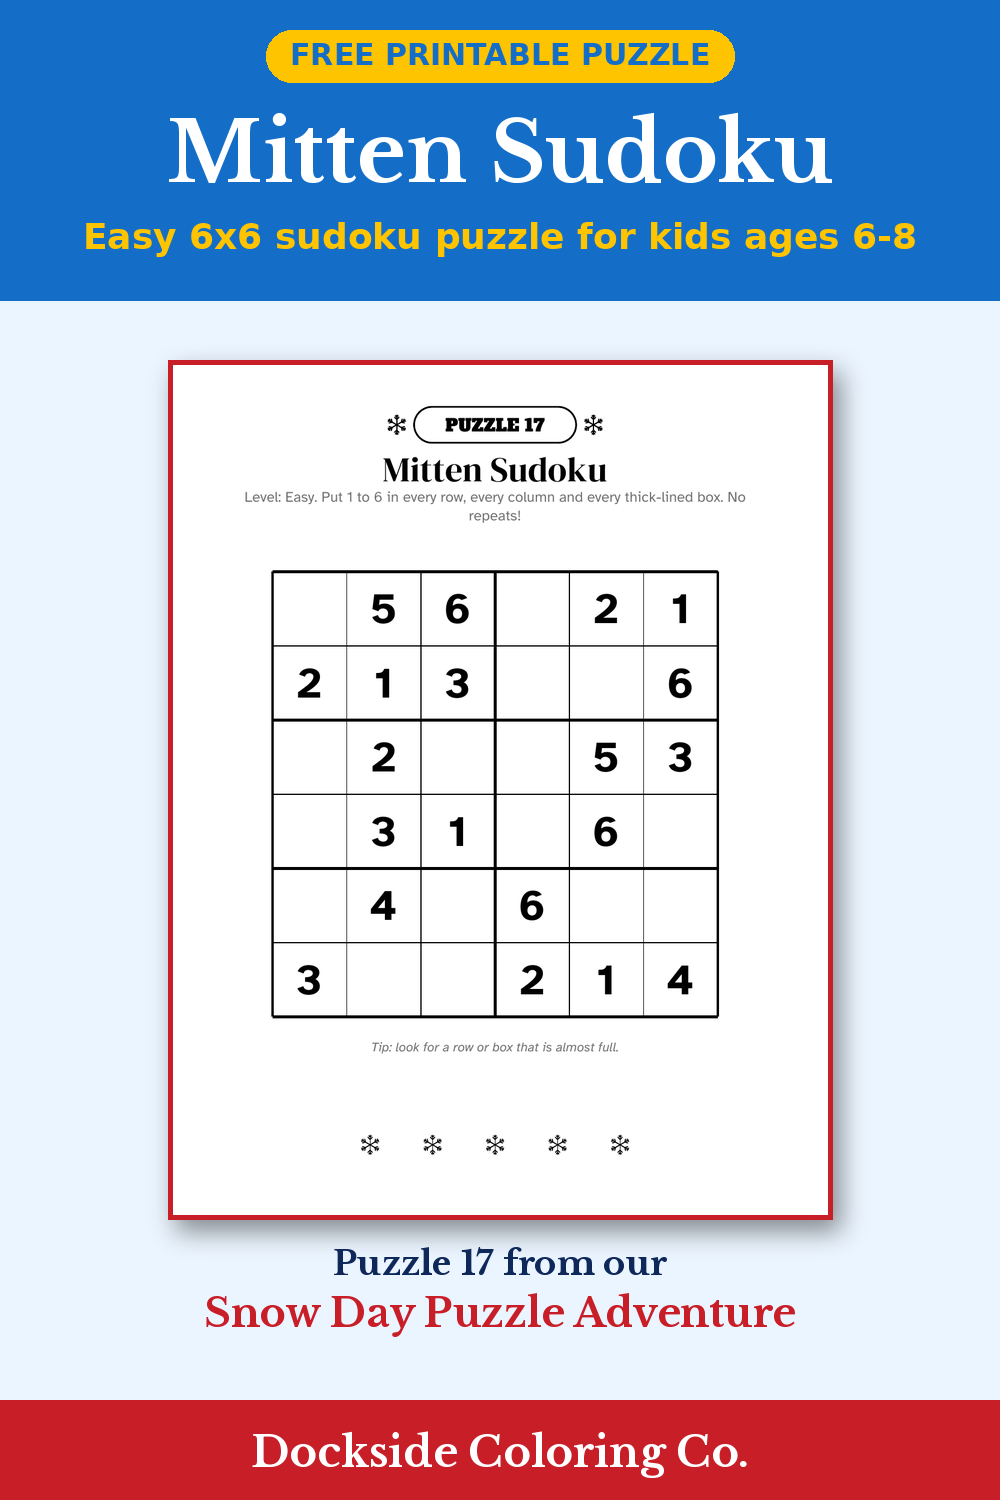 FREE PRINTABLE PUZZLE
Mitten Sudoku
Easy 6x6 sudoku puzzle for kids ages 6-8
PUZZLE 17
Mitten Sudoku
Level: Easy. Put 1 to 6 in every row, every column and every thick-lined box. No
repeats!
5 6 2 1
2 1 3 6
2 5 3
3 1 6
4 6
3 2 1 4
Tip: look for a row or box that is almost full.
Puzzle 17 from our
Snow Day Puzzle Adventure
Dockside Coloring Co.